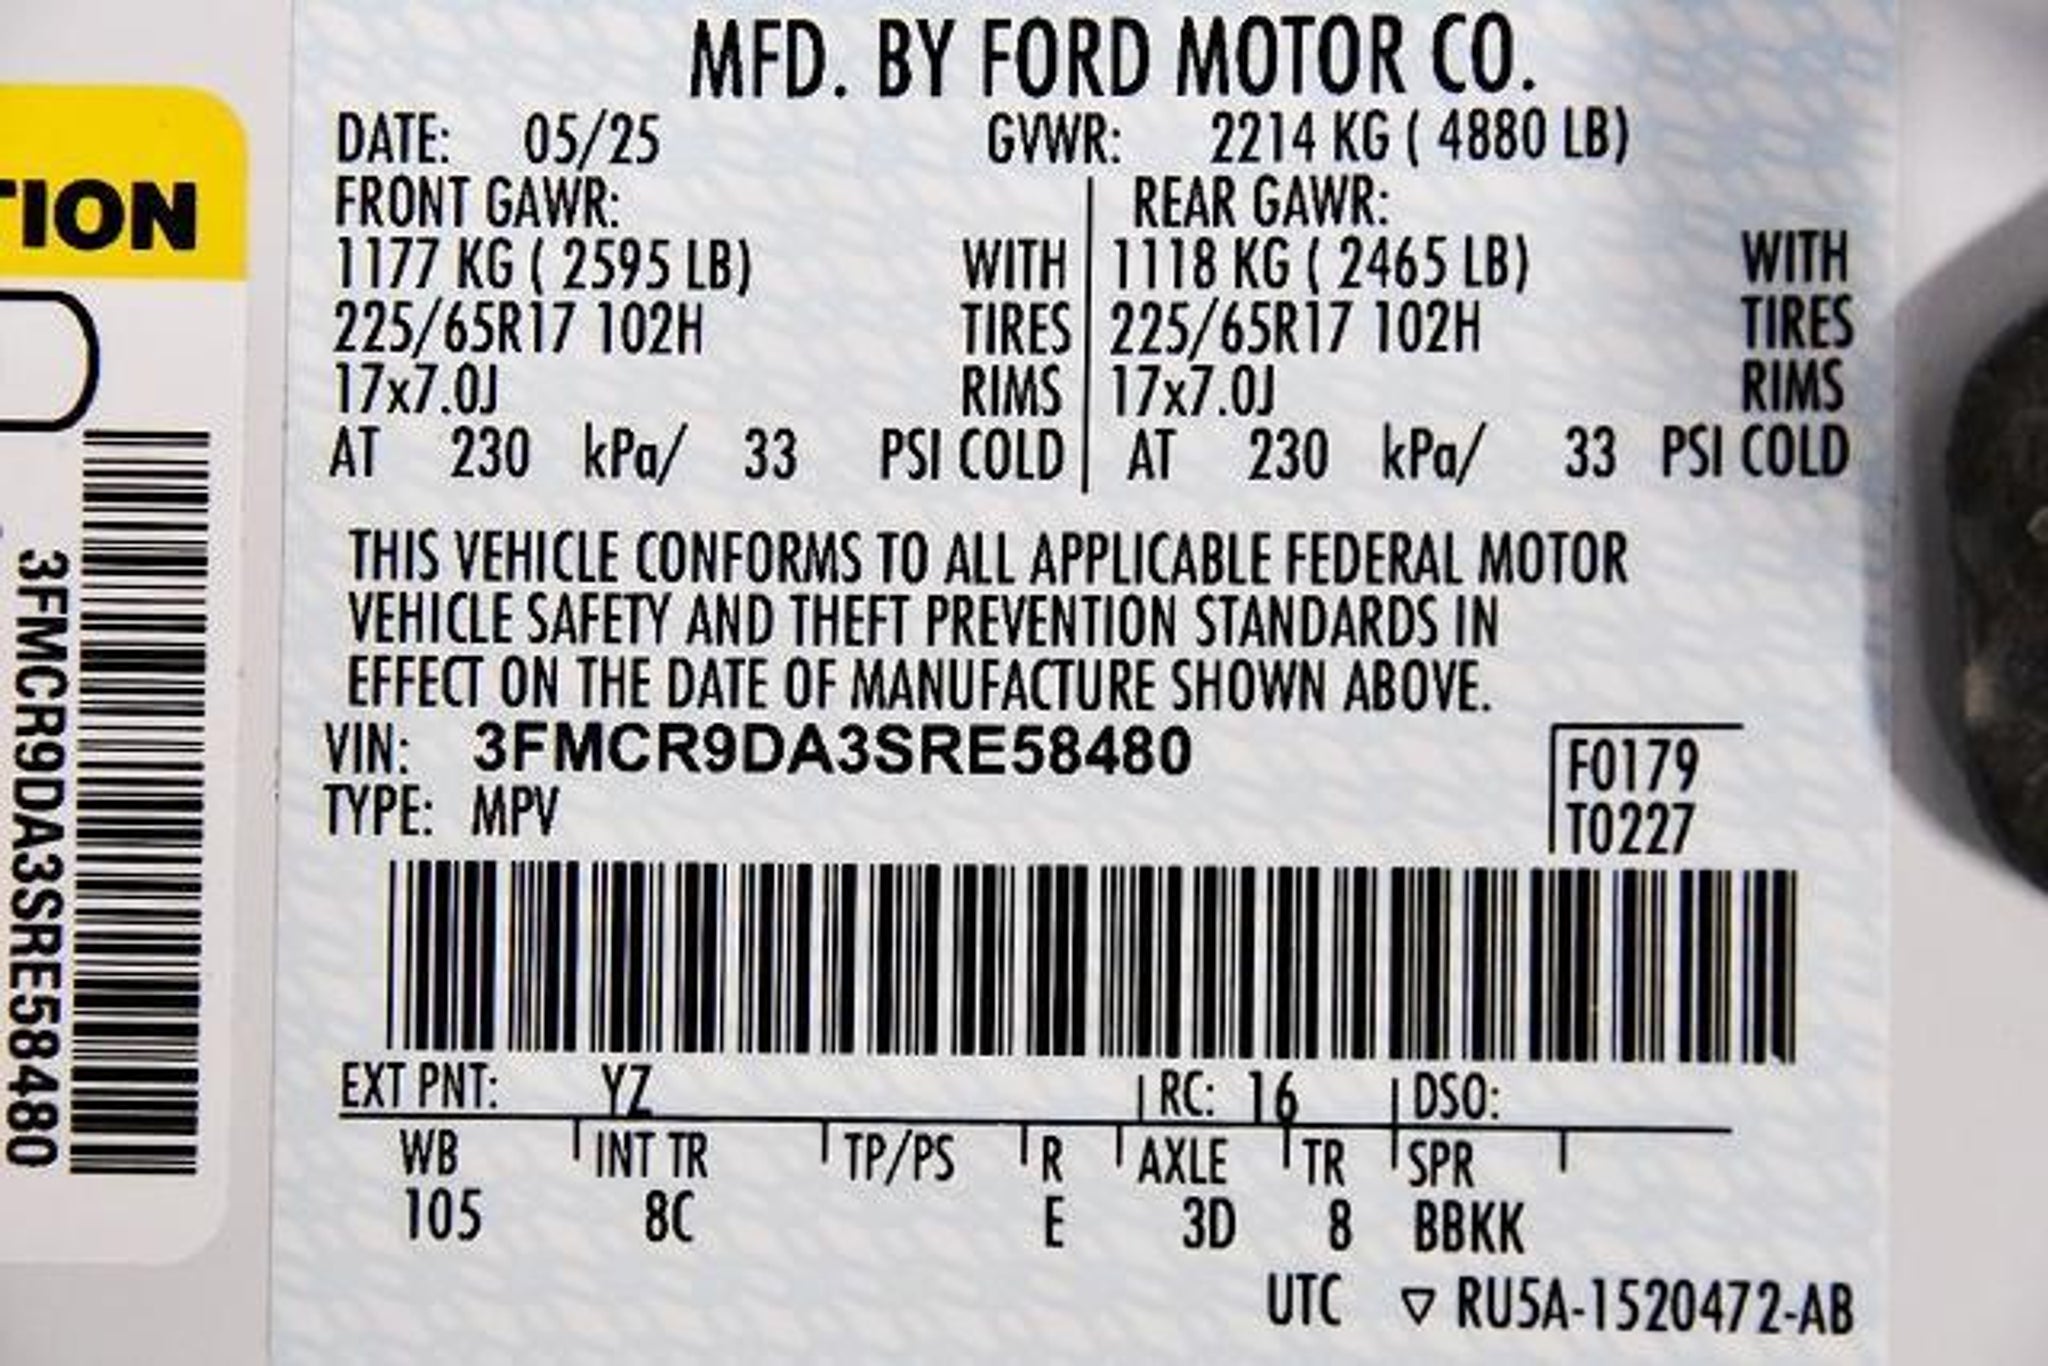 MFD. BY FORD MOTOR CO.
DATE: 05/25 GVWR: 2214 KG ( 4880 LB)
FRONT GAWR: REAR GAWR:
1177 KG ( 2595 LB) WITH 1118 KG ( 2465 LB) WITH
225/65R17 102H TIRES 225/65R17 102H TIRES
17x7.0J RIMS 17x7.0J RIMS
AT 230 kPa/ 33 PSI COLD AT 230 kPa/ 33 PSI COLD
THIS VEHICLE CONFORMS TO ALL APPLICABLE FEDERAL MOTOR
VEHICLE SAFETY AND THEFT PREVENTION STANDARDS IN
EFFECT ON THE DATE OF MANUFACTURE SHOWN ABOVE.
VIN: 3FMCR9DA3SRE58480
F0179
TYPE: MPV
T0227
EXT PNT: YZ RC: 16 DSO:
WB INT TR TP/PS R AXLE TR SPR
105 8C E 3D 8 BBKK
UTC ▽ RU5A-1520472-AB
TION
3FMCR9DA3SRE58480